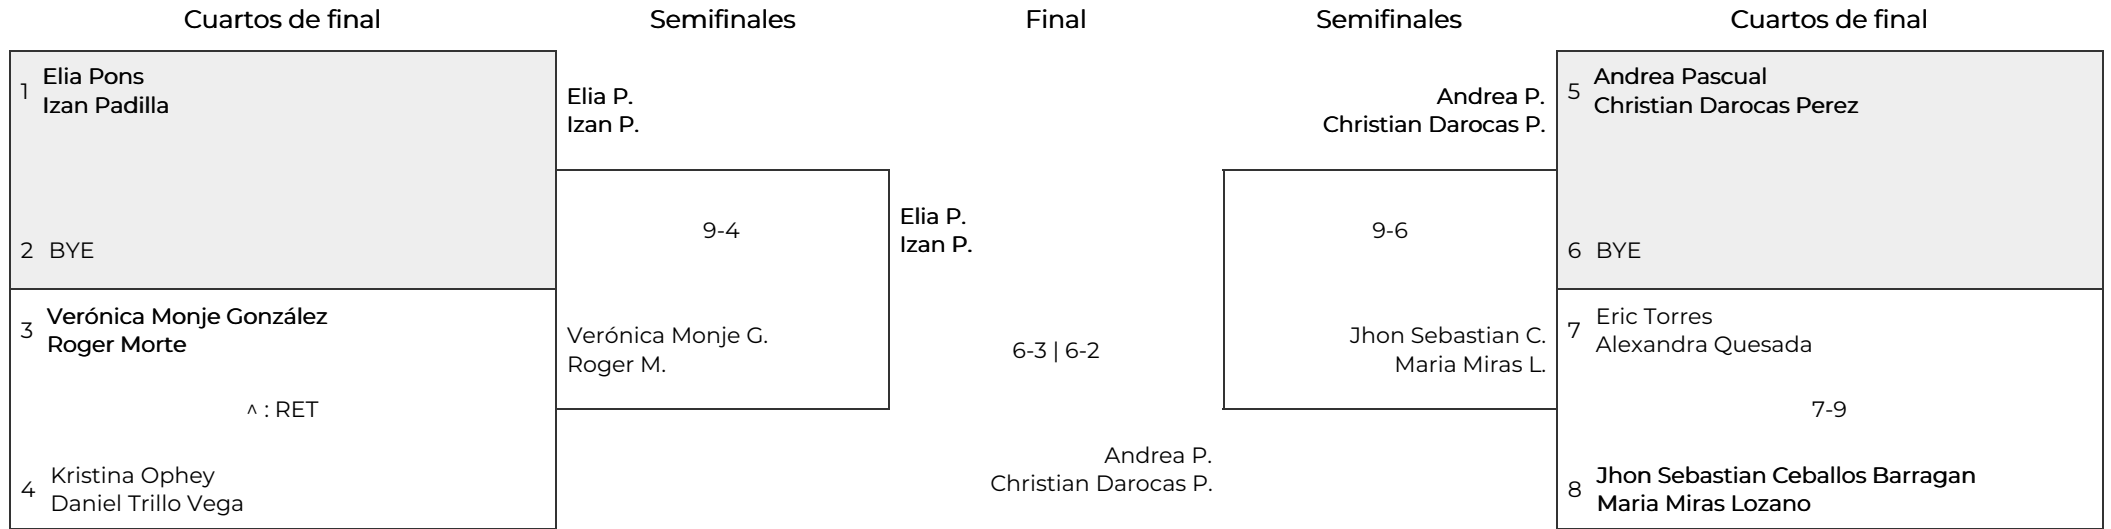 Cuartos de final
Semifinales
Final
Semifinales
Cuartos de final
1
Elia Pons
Izan Padilla
2 BYE
3
Verónica Monje González
Roger Morte
^ : RET
4
Kristina Ophey
Daniel Trillo Vega
Elia P.
Izan P.
9-4
Verónica Monje G.
Roger M.
Elia P.
Izan P.
6-3 | 6-2
Andrea P.
Christian Darocas P.
Andrea P.
Christian Darocas P.
9-6
Jhon Sebastian C.
Maria Miras L.
5
Andrea Pascual
Christian Darocas Perez
6 BYE
7
Eric Torres
Alexandra Quesada
7-9
8
Jhon Sebastian Ceballos Barragan
Maria Miras Lozano